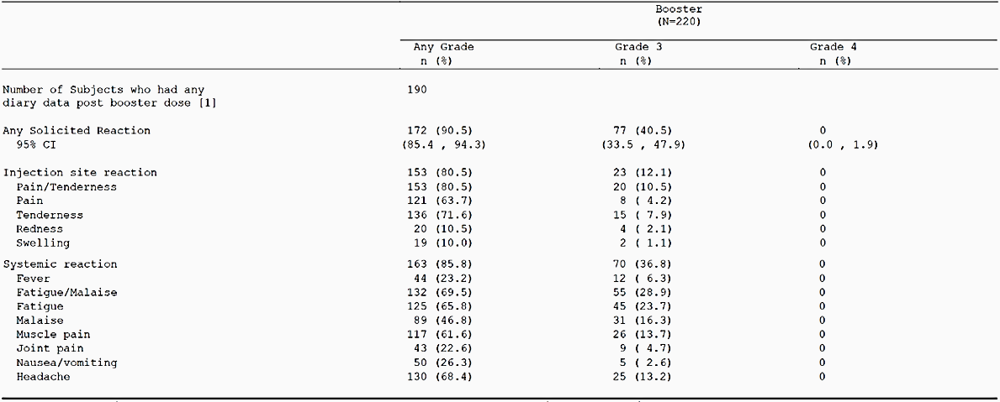 Booster
(N=220)
Any Grade Grade 3 Grade 4
n (%) n (%) n (%)
Number of Subjects who had any 190
diary data post booster dose [1]
Any Solicited Reaction 172 (90.5) 77 (40.5) 0
95% CI (85.4 , 94.3) (33.5 , 47.9) (0.0 , 1.9)
Injection site reaction 153 (80.5) 23 (12.1) 0
Pain/Tenderness 153 (80.5) 20 (10.5) 0
Pain 121 (63.7) 8 ( 4.2) 0
Tenderness 136 (71.6) 15 ( 7.9) 0
Redness 20 (10.5) 4 ( 2.1) 0
Swelling 19 (10.0) 2 ( 1.1) 0
Systemic reaction 163 (85.8) 70 (36.8) 0
Fever 44 (23.2) 12 ( 6.3) 0
Fatigue/Malaise 132 (69.5) 55 (28.9) 0
Fatigue 125 (65.8) 45 (23.7) 0
Malaise 89 (46.8) 31 (16.3) 0
Muscle pain 117 (61.6) 26 (13.7) 0
Joint pain 43 (22.6) 9 ( 4.7) 0
Nausea/vomiting 50 (26.3) 5 ( 2.6) 0
Headache 130 (68.4) 25 (13.2) 0